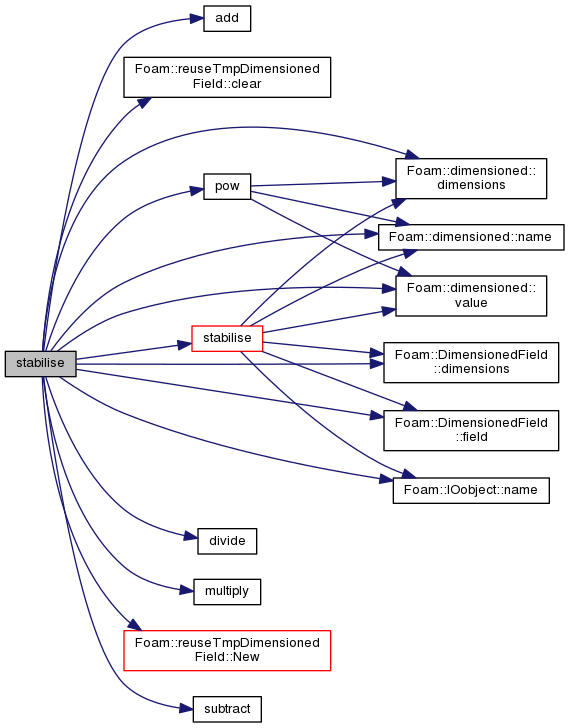 add
Foam::reuseTmpDimensioned
Field::clear
Foam::dimensioned::
dimensions
pow
Foam::dimensioned::name
Foam::dimensioned::
value
stabilise
stabilise
Foam::DimensionedField
::dimensions
Foam::DimensionedField
::field
Foam::IOobject::name
divide
multiply
Foam::reuseTmpDimensioned
Field::New
subtract